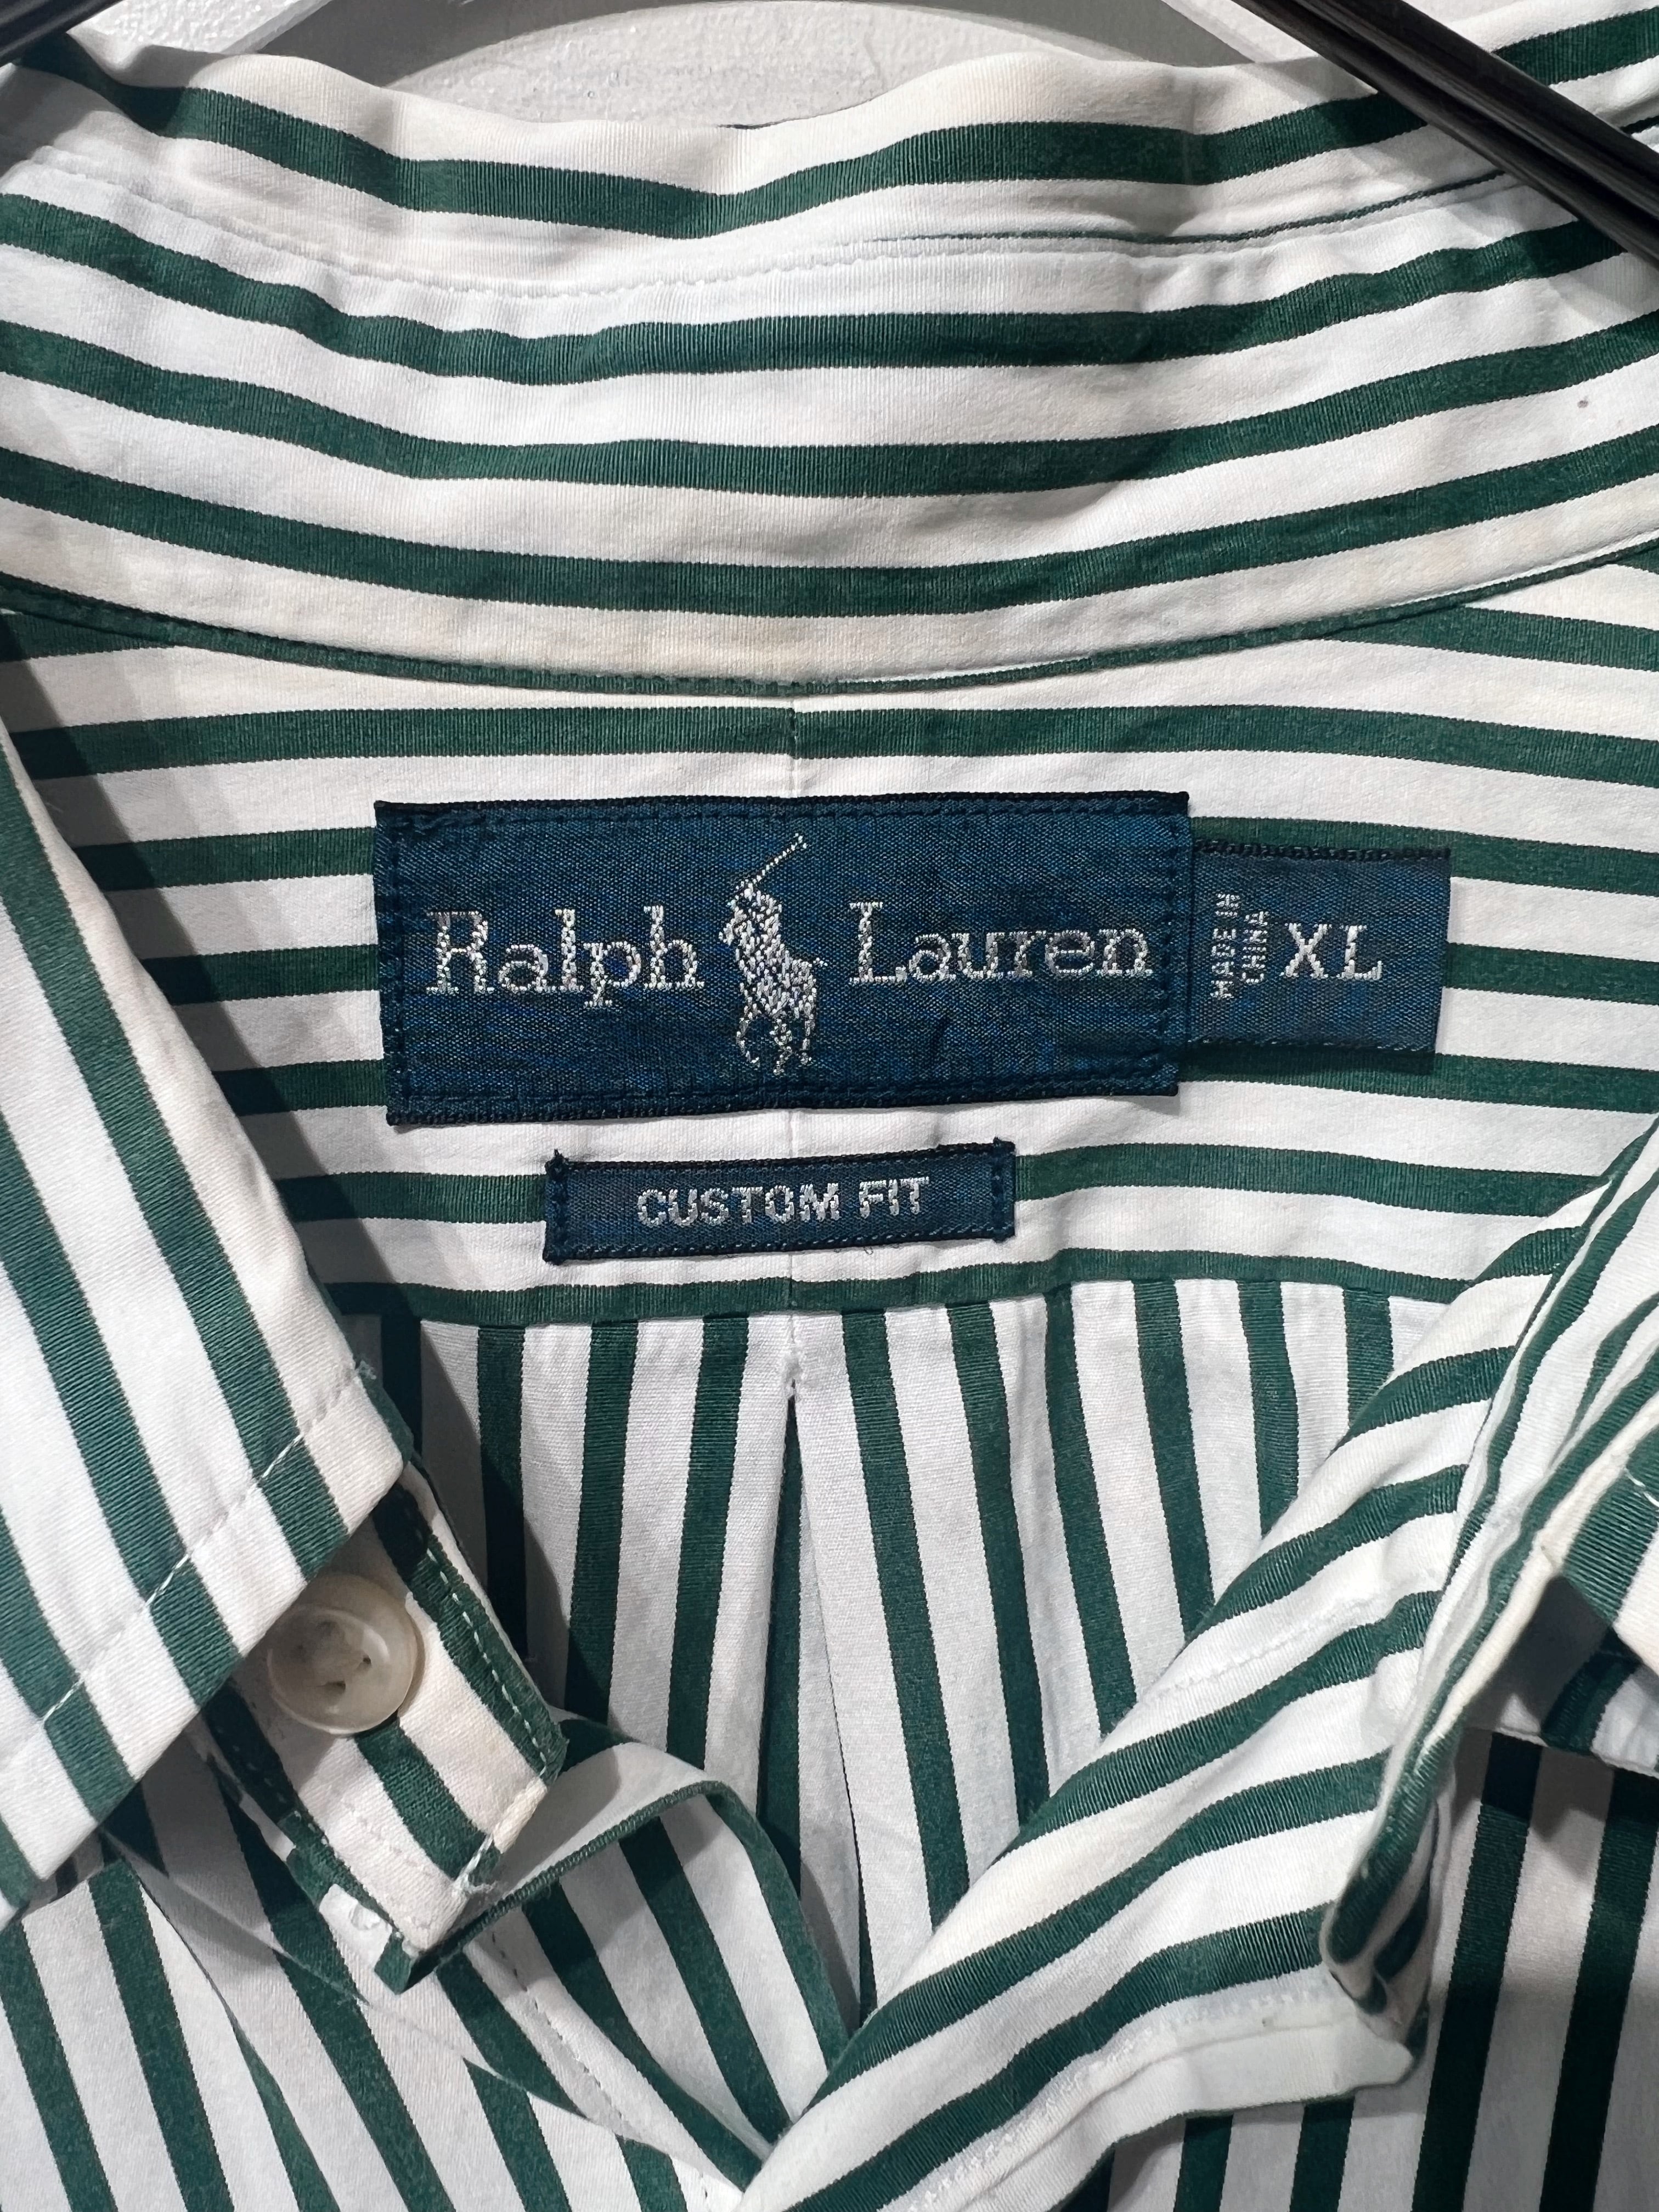 Ralph Lauren
MADE IN
CHINA
XL
CUSTOM FIT